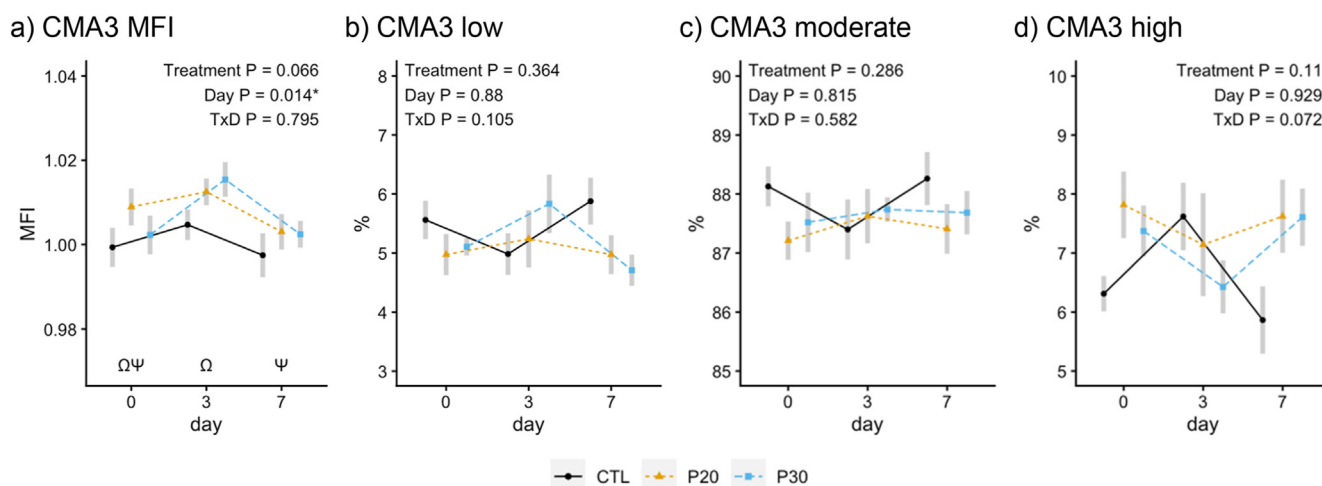 a) CMA3 MFI
1.04
1.02
1.00
0.98
MFI
Treatment P = 0.066
Day P = 0.014*
TxD P = 0.795
ΩΨ Ω Ψ
0 3 7
day
b) CMA3 low
8
7
6
5
4
3
%
Treatment P = 0.364
Day P = 0.88
TxD P = 0.105
0 3 7
day
c) CMA3 moderate
90
89
88
87
86
85
%
Treatment P = 0.286
Day P = 0.815
TxD P = 0.582
0 3 7
day
d) CMA3 high
10
9
8
7
6
5
%
Treatment P = 0.11
Day P = 0.929
TxD P = 0.072
0 3 7
day
CTL P20 P30